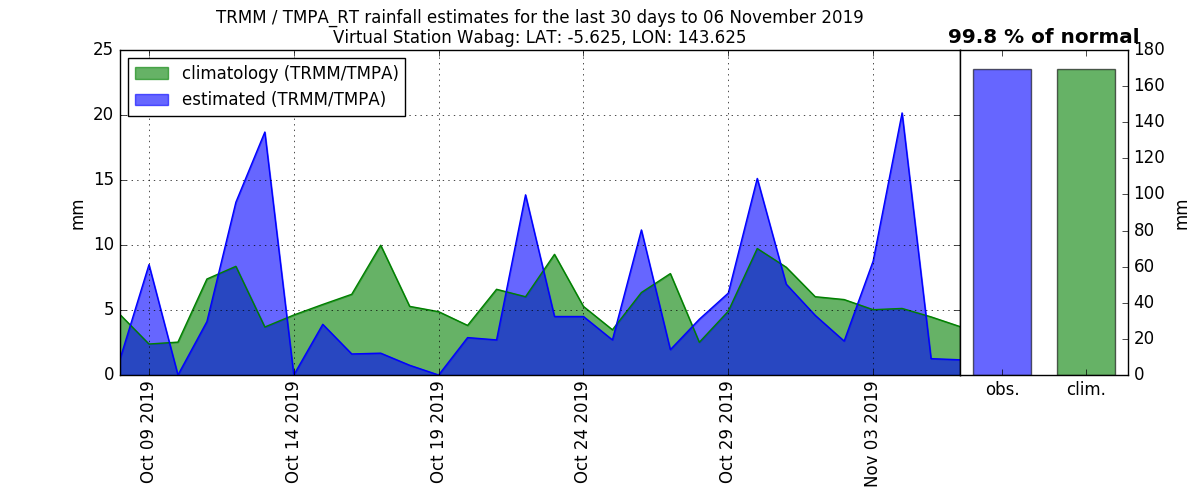 TRMM / TMPA_RT rainfall estimates for the last 30 days to 06 November 2019
Virtual Station Wabag: LAT: -5.625, LON: 143.625
99.8 % of normal
climatology (TRMM/TMPA)
estimated (TRMM/TMPA)
25
20
15
10
5
0
mm
Oct 09 2019
Oct 14 2019
Oct 19 2019
Oct 24 2019
Oct 29 2019
Nov 03 2019
180
160
140
120
100
80
60
40
20
0
mm
obs.
clim.